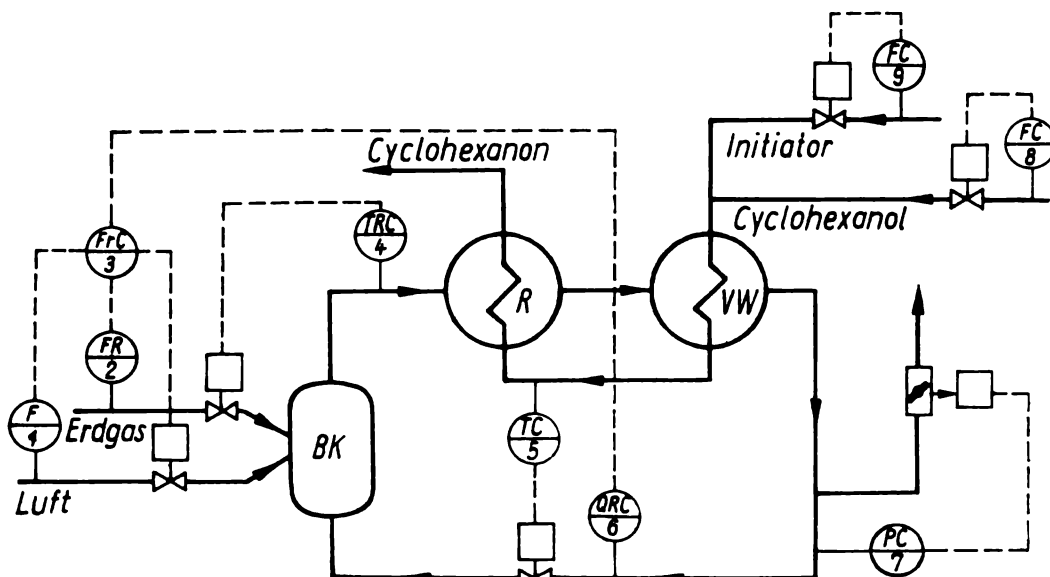 FC
9
FC
8
Initiator
Cyclohexanol
Cyclohexanon
TRC
4
FrC
3
FR
2
F
4
Erdgas
Luft
BK
R
VW
TC
5
QRC
6
PC
7